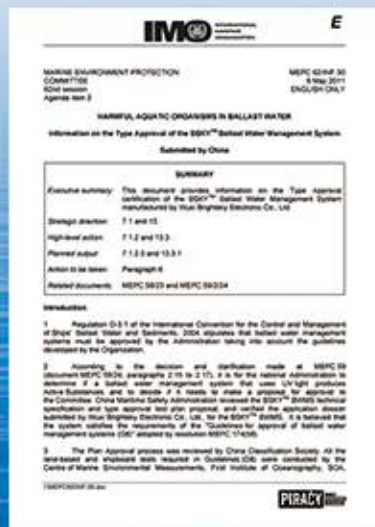 E
IMO INTERNATIONAL MARITIME ORGANIZATION
MARINE ENVIRONMENT PROTECTION
COMMITTEE
62nd session
Agenda item 2
MEPC 62/INF.30
6 May 2011
ENGLISH ONLY
HARMFUL AQUATIC ORGANISMS IN BALLAST WATER
Information on the Type Approval of the BSKY™ Ballast Water Management System
Submitted by China
SUMMARY
Executive summary: This document provides information on the Type Approval
certification of the BSKY™ Ballast Water Management System
manufactured by Wuxi Brightsky Electronic Co., Ltd.
Strategic direction: 7.1 and 13
High-level action: 7.1.2 and 13.3
Planned output: 7.1.2.5 and 13.3.1
Action to be taken: Paragraph 6
Related documents: MEPC 58/23 and MEPC 59/2/24
Introduction
1 Regulation D-3.1 of the International Convention for the Control and Management
of Ships' Ballast Water and Sediments, 2004 stipulates that ballast water management
systems must be approved by the Administration taking into account the guidelines
developed by the Organization.
2 According to the decision and clarification made at MEPC 59
(document MEPC 59/24, paragraphs 2.16 to 2.17), it is for the national Administration to
determine if a ballast water management system that uses UV light produces
Active Substances, and to decide if it needs to make a proposal for approval to
the Committee. China Maritime Safety Administration reviewed the BSKY™ BWMS technical
specification and type approval test plan proposal, and verified the application dossier
submitted by Wuxi Brightsky Electronic Co., Ltd., for the BSKY™ BWMS. It is believed that
the system satisfies the requirements of the "Guidelines for approval of ballast water
management systems (G8)" adopted by resolution MEPC.174(58).
3 The Plan Approval process was reviewed by China Classification Society. All the
land-based and shipboard tests required in Guidelines (G8) were conducted by the
Centre of Marine Environmental Measurements, First Institute of Oceanography, SOA,
PIRACY